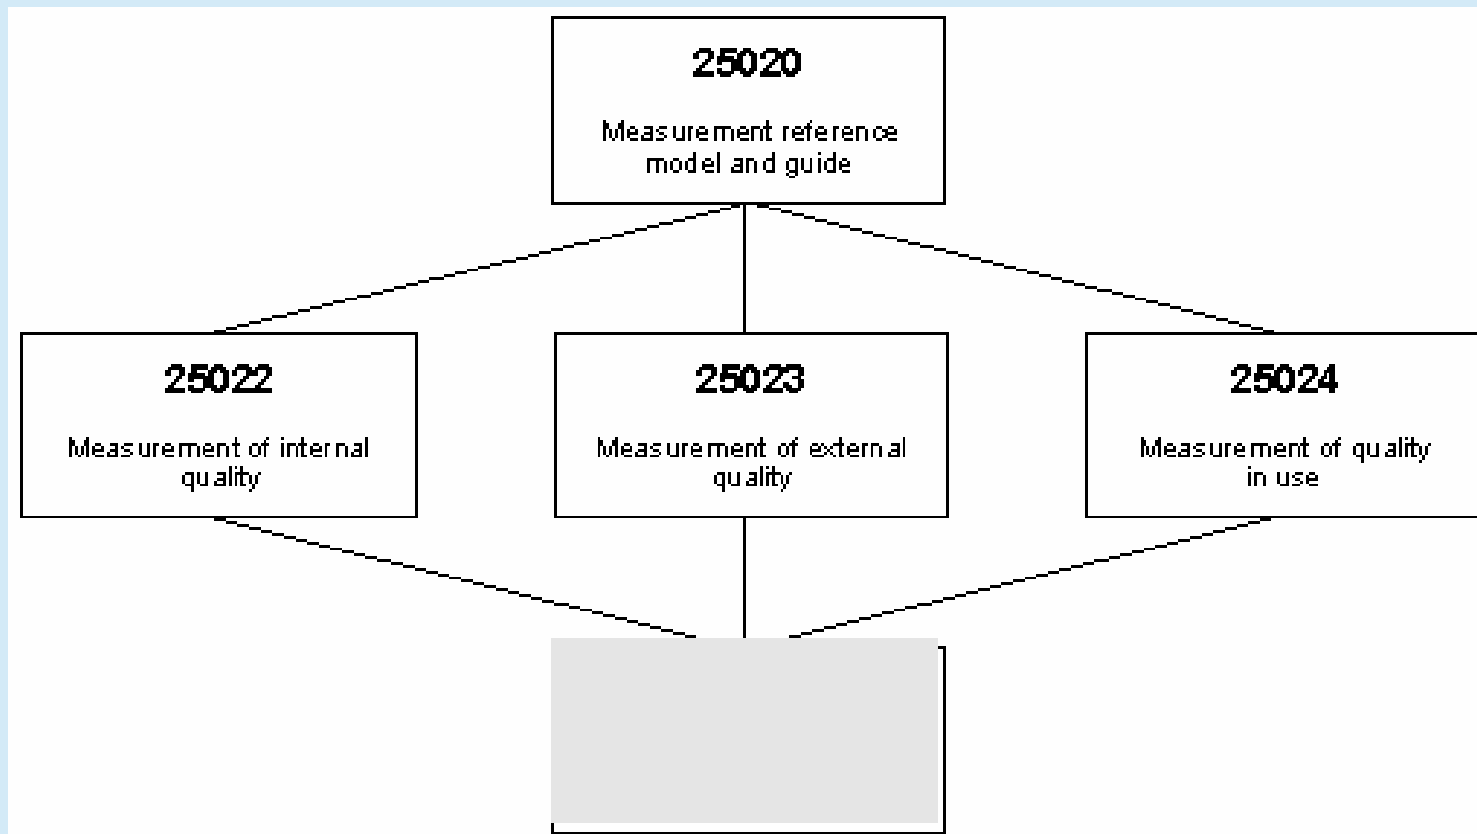 25020
Measurement reference
model and guide
25022
Measurement of internal
quality
25023
Measurement of external
quality
25024
Measurement of quality
in use